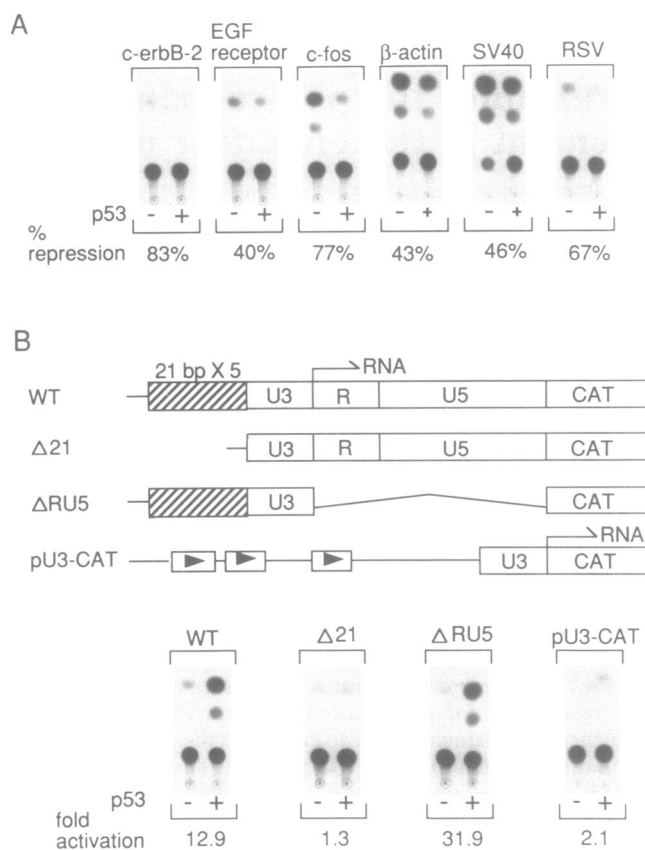 A
c-erbB-2 EGF receptor c-fos β-actin SV40 RSV
p53 - + - + - + - + - + - +
% repression 83% 40% 77% 43% 46% 67%
B
21 bp X 5 RNA
WT U3 R U5 CAT
Δ21 U3 R U5 CAT
ΔRU5 U3 CAT
RNA
pU3-CAT U3 CAT
WT Δ21 ΔRU5 pU3-CAT
p53 - + - + - + - +
fold activation 12.9 1.3 31.9 2.1